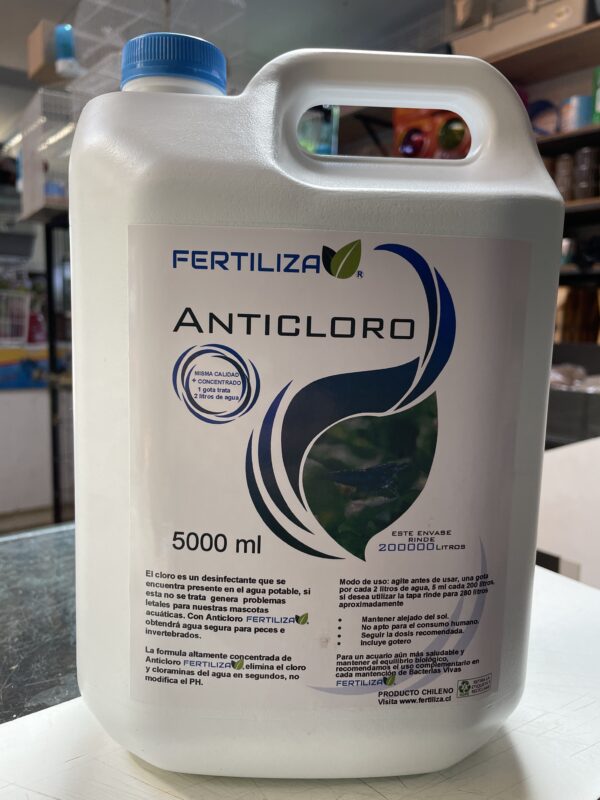 FERTILIZA R
ANTICLORO
MISMA CALIDAD
+ CONCENTRADO
1 gota trata
2 litros de agua
5000 ml
ESTE ENVASE
RINDE
200000 LITROS
El cloro es un desinfectante que se
encuentra presente en el agua potable, si
esta no se trata genera problemas
letales para nuestras mascotas
acuáticas. Con Anticloro FERTILIZA,
obtendrá agua segura para peces e
invertebrados.
La formula altamente concentrada de
Anticloro FERTILIZA elimina el cloro
y cloraminas del agua en segundos, no
modifica el PH.
Modo de uso: agite antes de usar, una gota
por cada 2 litros de agua, 5 ml cada 200 litros,
si desea utilizar la tapa rinde para 280 litros
aproximadamente
• Mantener alejado del sol.
• No apto para el consumo humano.
• Seguir la dosis recomendada.
• Incluye gotero
Para un acuario aún más saludable y
mantener el equilibrio biológico,
recomendamos el uso complementario en
cada mantención de Bacterias Vivas
FERTILIZA.
PRODUCTO CHILENO
Visita www.fertiliza.cl